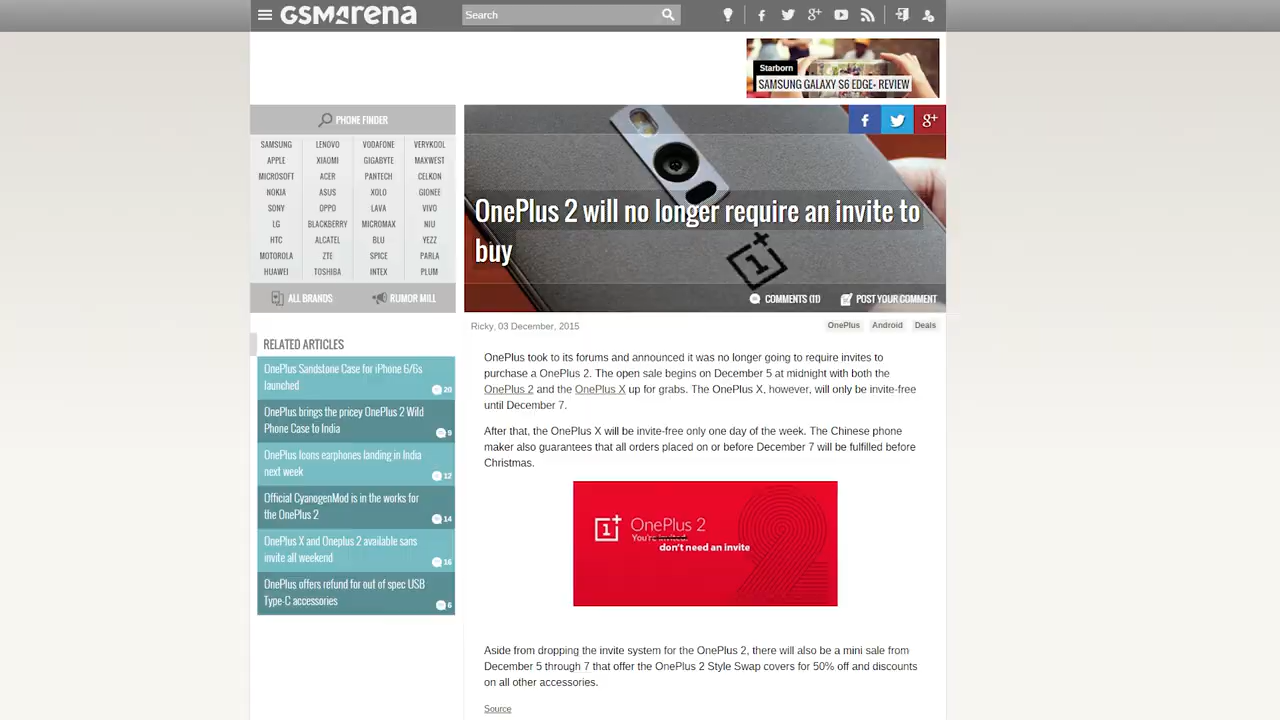 GSMArena
Search
Starborn
SAMSUNG GALAXY S6 EDGE+ REVIEW
PHONE FINDER
SAMSUNG LENOVO VODAFONE VERYKOOL
APPLE XIAOMI GIGABYTE MAXWEST
MICROSOFT ACER PANTECH CELKON
NOKIA ASUS XOLO GIONEE
SONY OPPO LAVA VIVO
LG BLACKBERRY MICROMAX NIU
HTC ALCATEL BLU YEZZ
MOTOROLA ZTE SPICE PARLA
HUAWEI TOSHIBA INTEX PLUM
ALL BRANDS RUMOR MILL
RELATED ARTICLES
OnePlus Sandstone Case for iPhone 6/6s
launched
20
OnePlus brings the pricey OnePlus 2 Wild
Phone Case to India
9
OnePlus Icons earphones landing in India
next week
12
Official CyanogenMod is in the works for
the OnePlus 2
14
OnePlus X and Oneplus 2 available sans
invite all weekend
16
OnePlus offers refund for out of spec USB
Type-C accessories
6
OnePlus 2 will no longer require an invite to
buy
COMMENTS (11) POST YOUR COMMENT
Ricky, 03 December, 2015
OnePlus Android Deals
OnePlus took to its forums and announced it was no longer going to require invites to
purchase a OnePlus 2. The open sale begins on December 5 at midnight with both the
OnePlus 2 and the OnePlus X up for grabs. The OnePlus X, however, will only be invite-free
until December 7.
After that, the OnePlus X will be invite-free only one day of the week. The Chinese phone
maker also guarantees that all orders placed on or before December 7 will be fulfilled before
Christmas.
OnePlus 2
You're invited.
don't need an invite
Aside from dropping the invite system for the OnePlus 2, there will also be a mini sale from
December 5 through 7 that offer the OnePlus 2 Style Swap covers for 50% off and discounts
on all other accessories.
Source